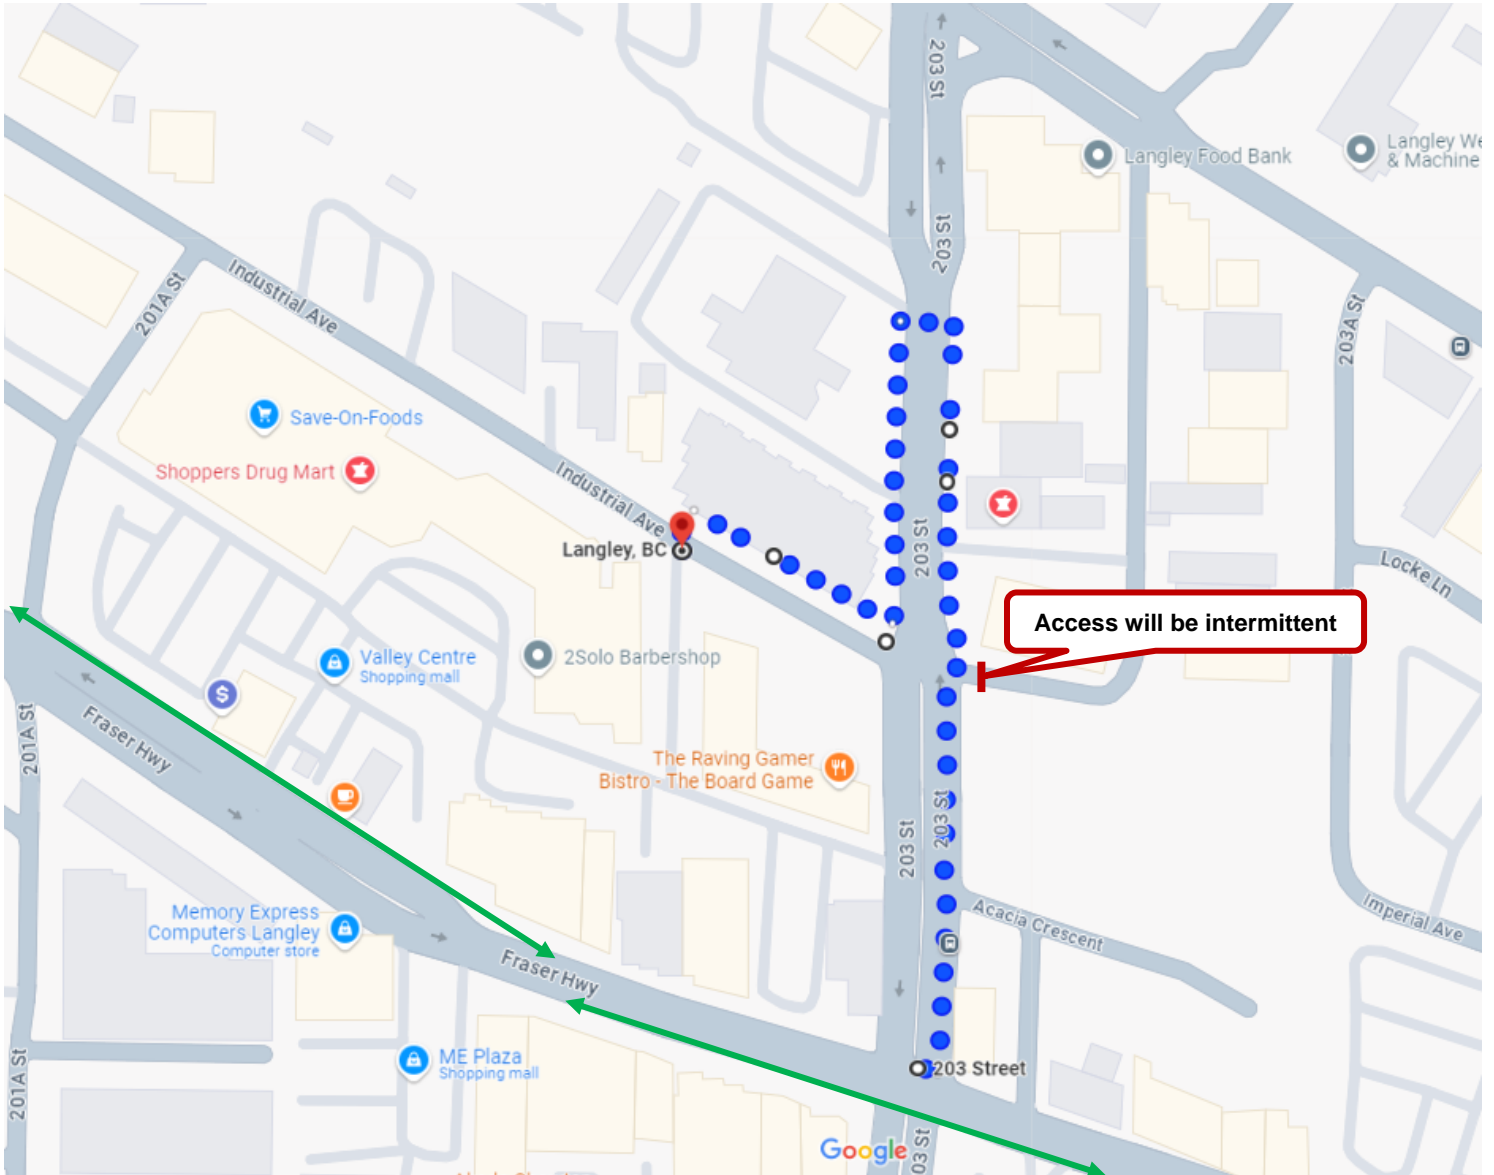 203 St
Langley Food Bank
Langley We
& Machine
203 St
201A St
Industrial Ave
203A St
Save-On-Foods
Shoppers Drug Mart
Industrial Ave
Langley, BC
203 St
Locke Ln
Access will be intermittent
2Solo Barbershop
Valley Centre
Shopping mall
$
201A St
Fraser Hwy
The Raving Gamer
Bistro - The Board Game
203 St
203 St
Memory Express
Computers Langley
Computer store
Acacia Crescent
Imperial Ave
Fraser Hwy
ME Plaza
Shopping mall
203 Street
201A St
Google
03 St